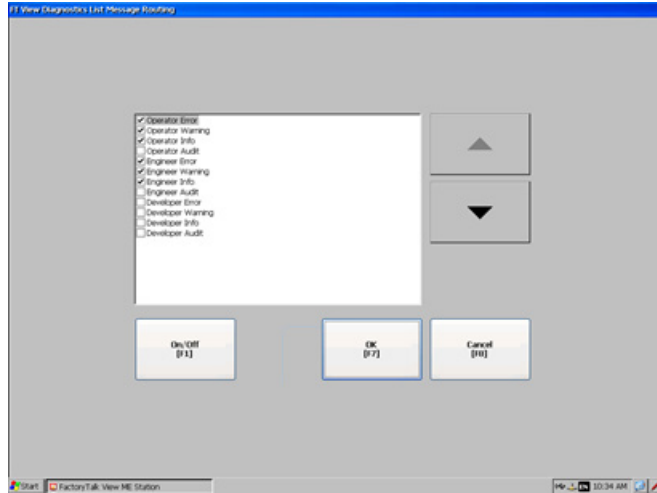 FT View Diagnostics List Message Routing
Operator Error
Operator Warning
Operator Info
Operator Audit
Engineer Error
Engineer Warning
Engineer Info
Engineer Audit
Developer Error
Developer Warning
Developer Info
Developer Audit
On/Off
[F1]
OK
[F7]
Cancel
[F8]
Start
FactoryTalk View ME Station
EN
10:34 AM